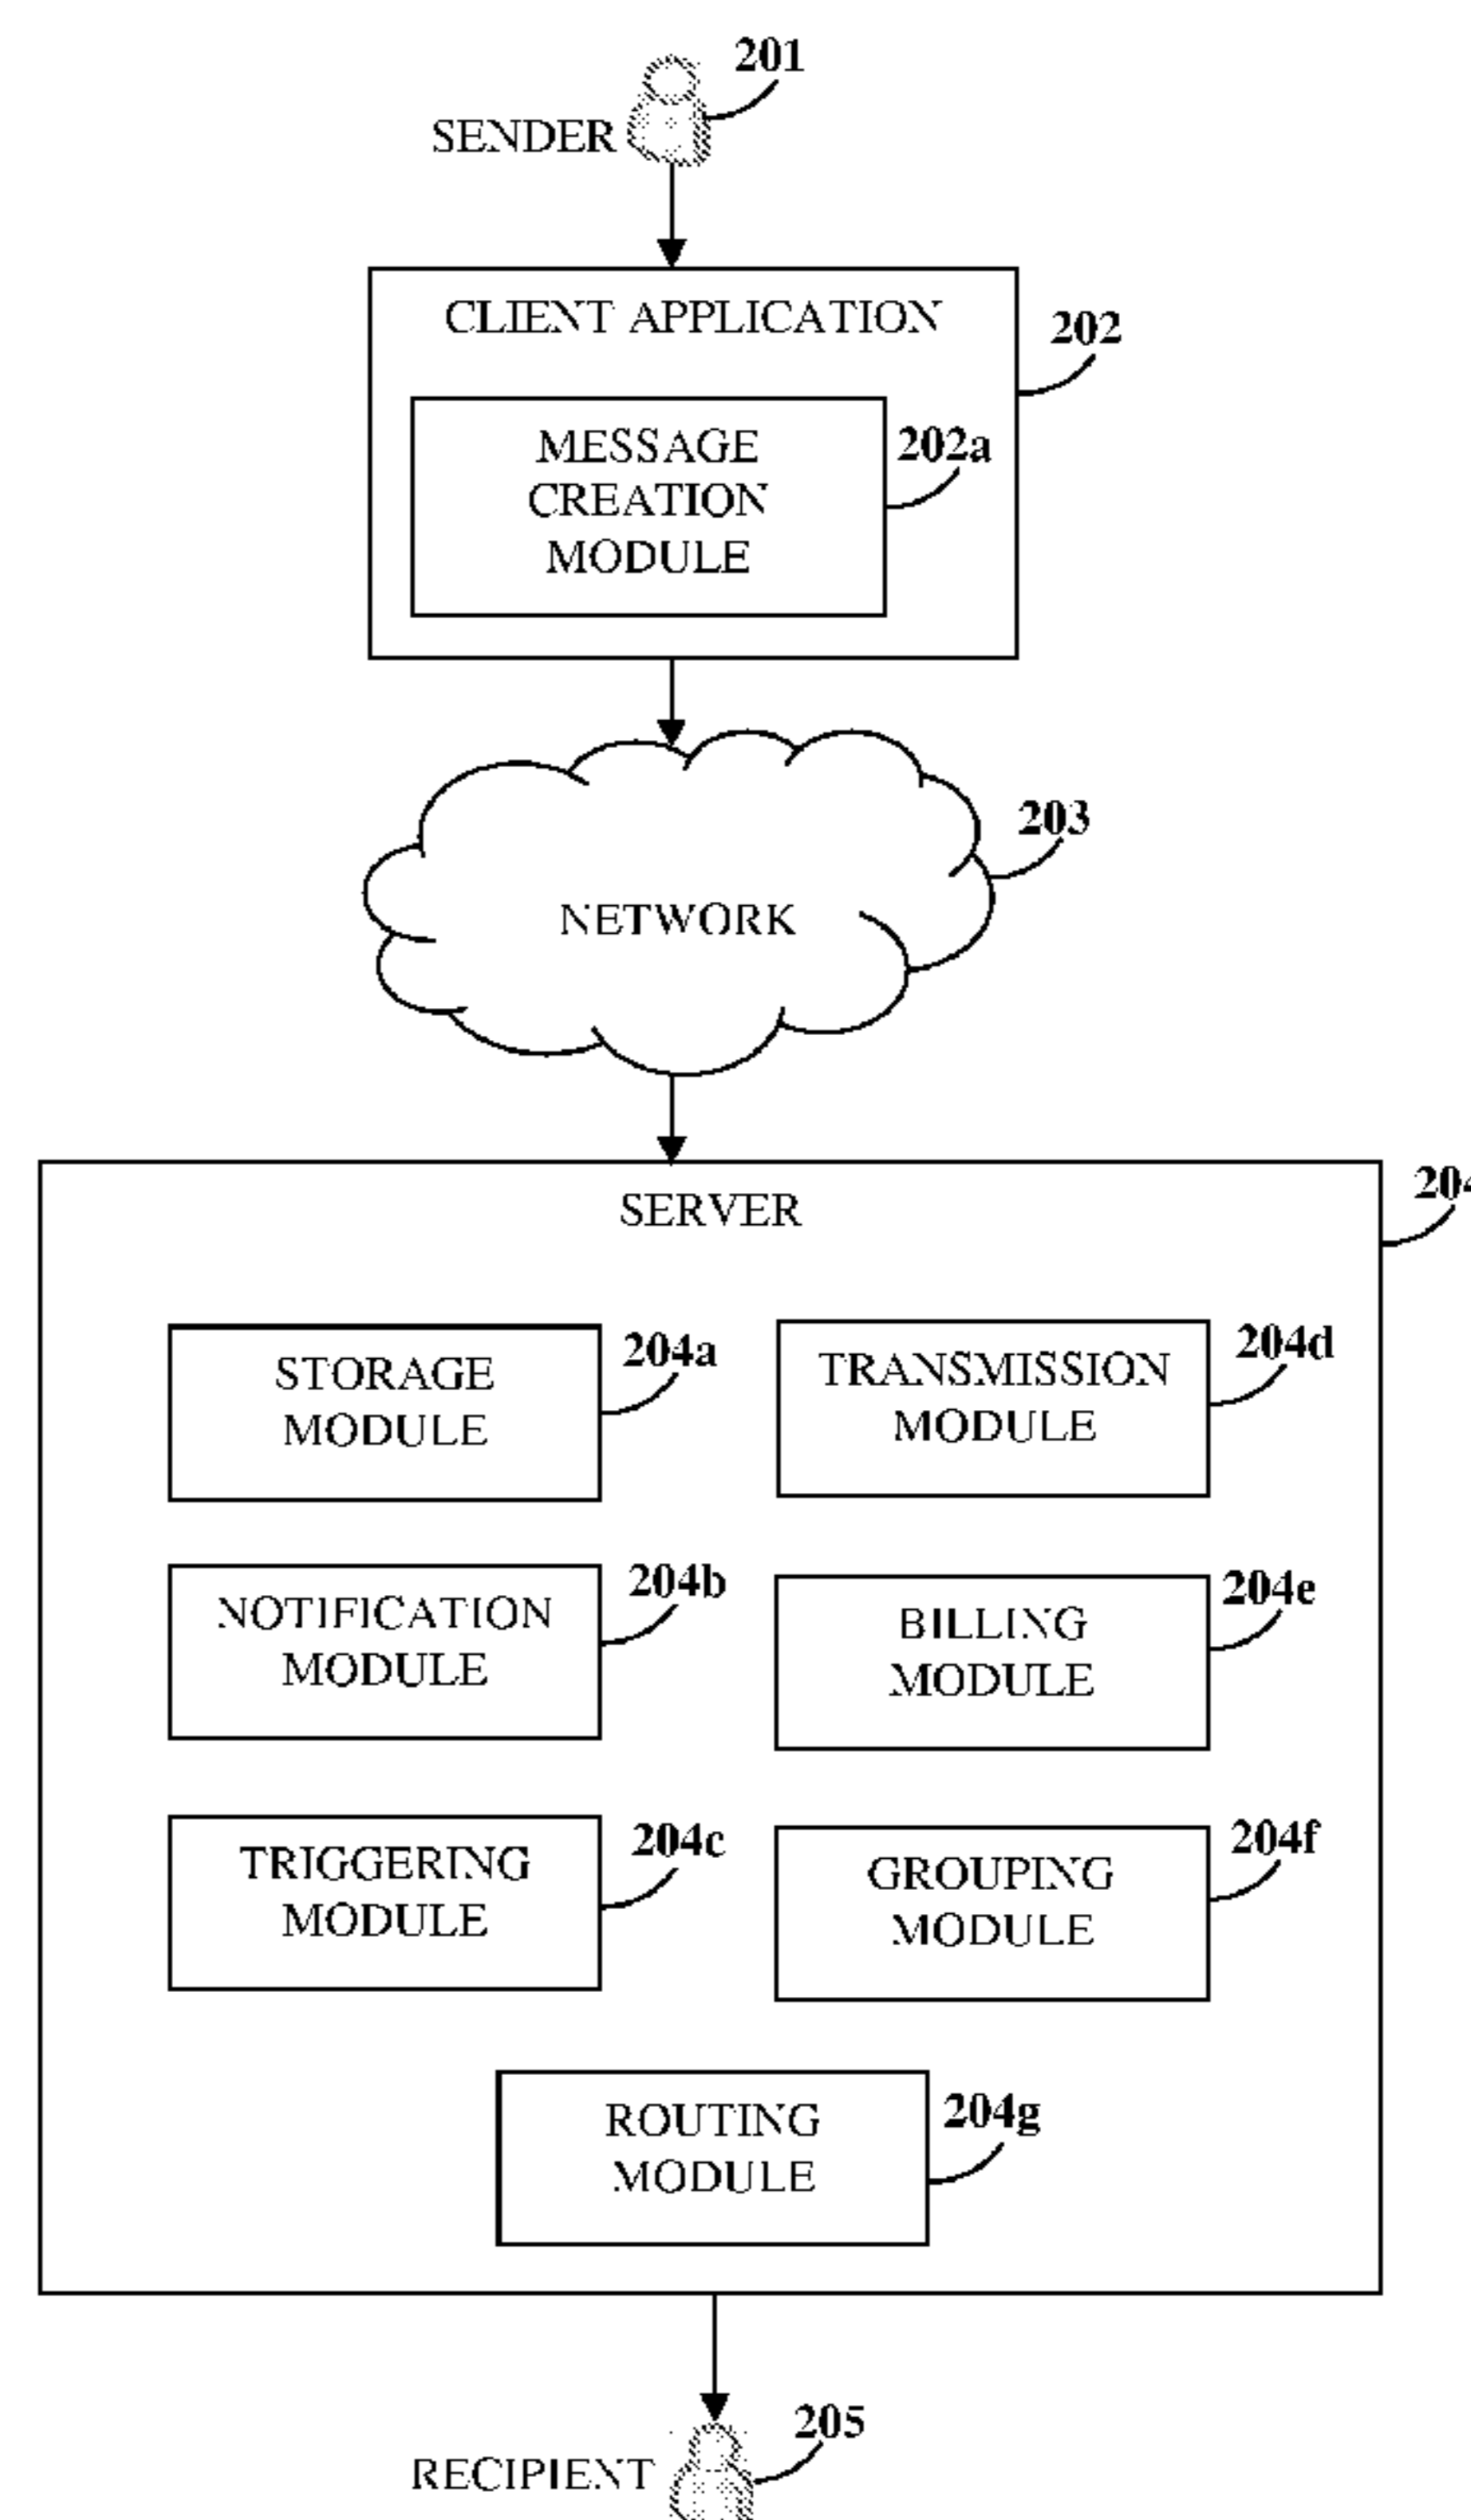 201
SENDER
CLIENT APPLICATION
202
MESSAGE
CREATION
MODULE
202a
203
NETWORK
204
SERVER
STORAGE
MODULE
204a
TRANSMISSION
MODULE
204d
NOTIFICATION
MODULE
204b
BILLING
MODULE
204e
TRIGGERING
MODULE
204c
GROUPING
MODULE
204f
ROUTING
MODULE
204g
205
RECIPIENT